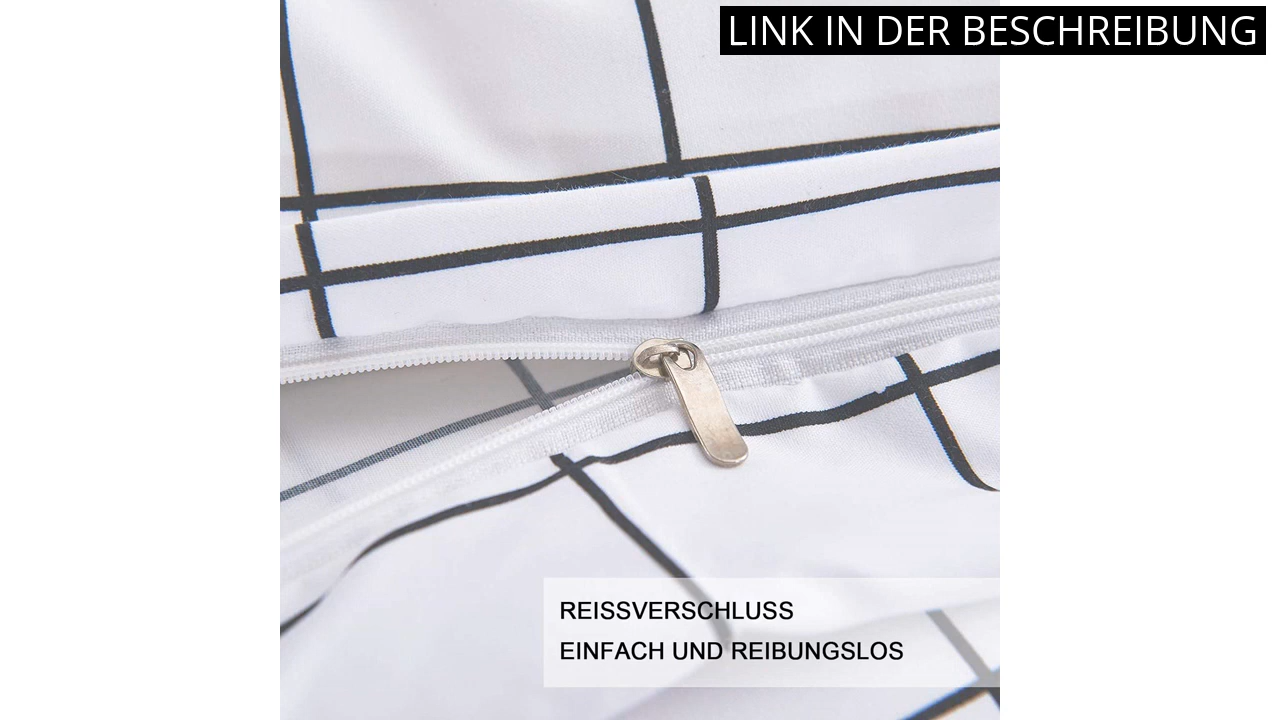 LINK IN DER BESCHREIBUNG
REISSVERSCHLUSS
EINFACH UND REIBUNGSLOS